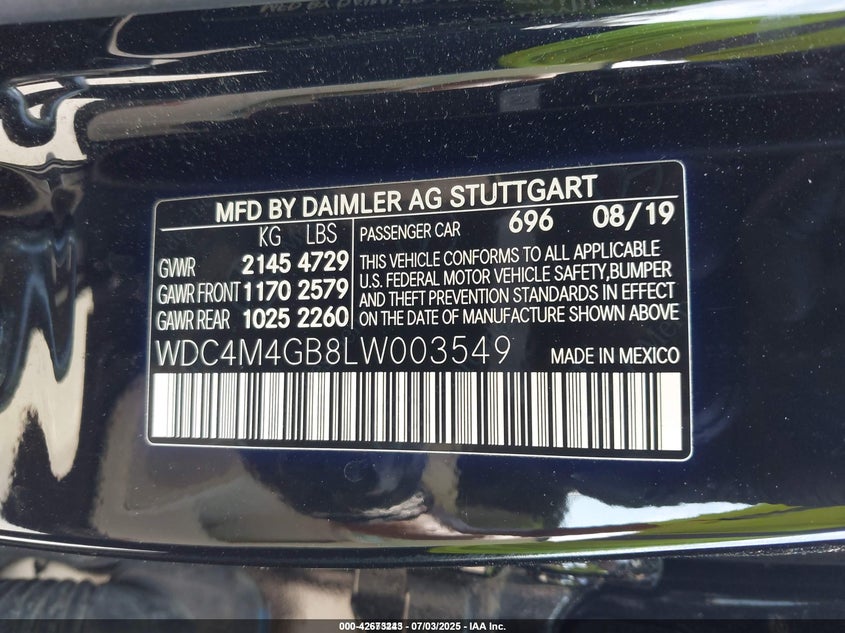 MFD BY DAIMLER AG STUTTGART
KG LBS
GVWR 2145 4729
GAWR FRONT 1170 2579
GAWR REAR 1025 2260
PASSENGER CAR 696 08/19
THIS VEHICLE CONFORMS TO ALL APPLICABLE
U.S. FEDERAL MOTOR VEHICLE SAFETY, BUMPER
AND THEFT PREVENTION STANDARDS IN EFFECT
ON THE DATE OF MANUFACTURE SHOWN ABOVE
WDC4M4GB8LW003549 MADE IN MEXICO
07/03/2025 - IAA Inc.